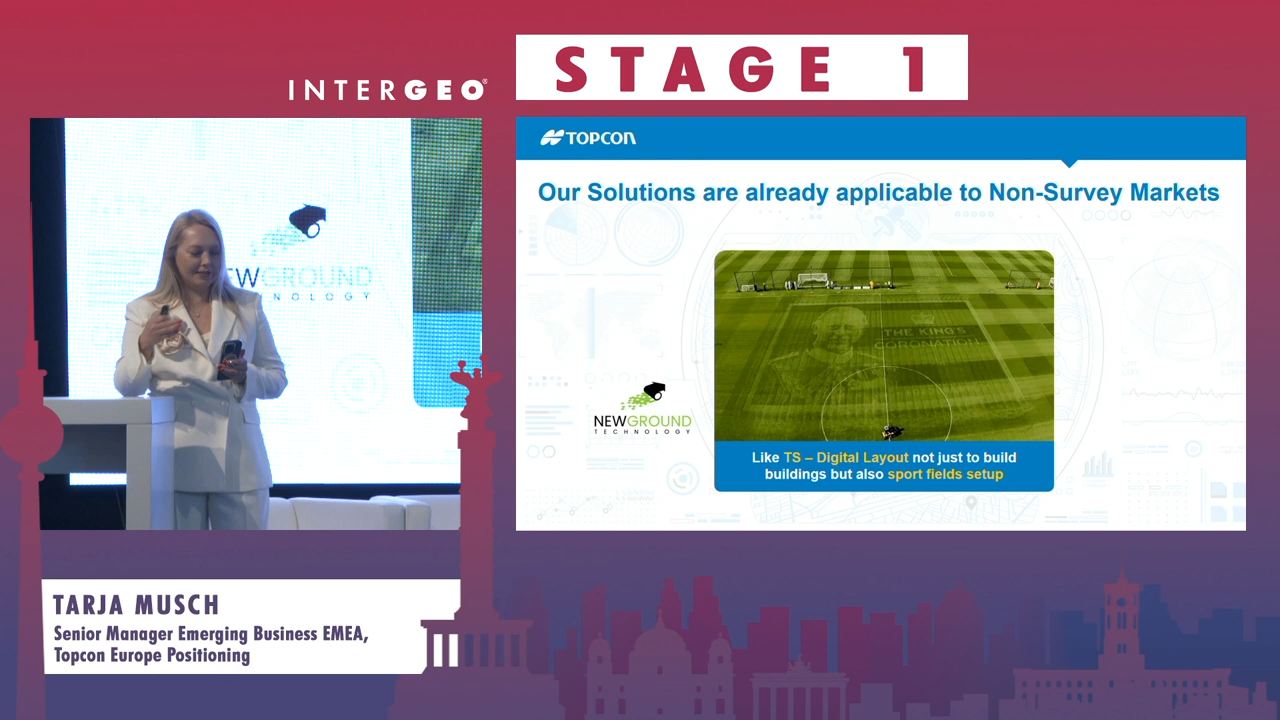 INTERGEO®
STAGE 1
TOPCON
Our Solutions are already applicable to Non-Survey Markets
THE KING'S
CORONATION
NEWGROUND
TECHNOLOGY
Like TS – Digital Layout not just to build
buildings but also sport fields setup
EWGROUND
CHNOLOGY
TARJA MUSCH
Senior Manager Emerging Business EMEA,
Topcon Europe Positioning